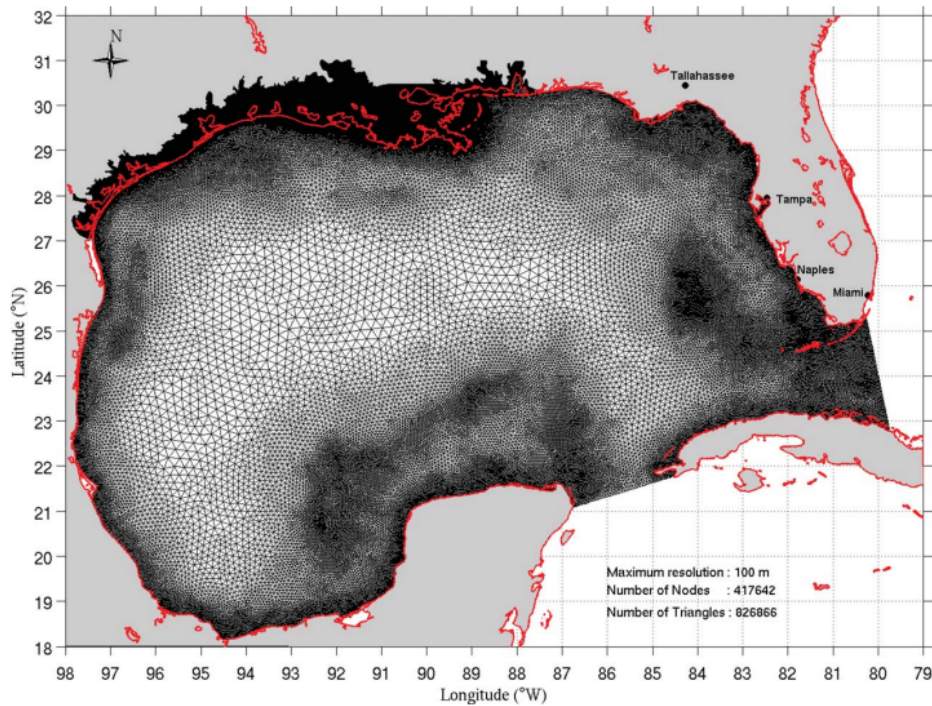 32
31
30
29
28
27
26
25
24
23
22
21
20
19
18
Latitude (°N)
N
Tallahassee
Tampa
Naples
Miami
Maximum resolution : 100 m
Number of Nodes : 417642
Number of Triangles : 826866
98 97 96 95 94 93 92 91 90 89 88 87 86 85 84 83 82 81 80 79
Longitude (°W)